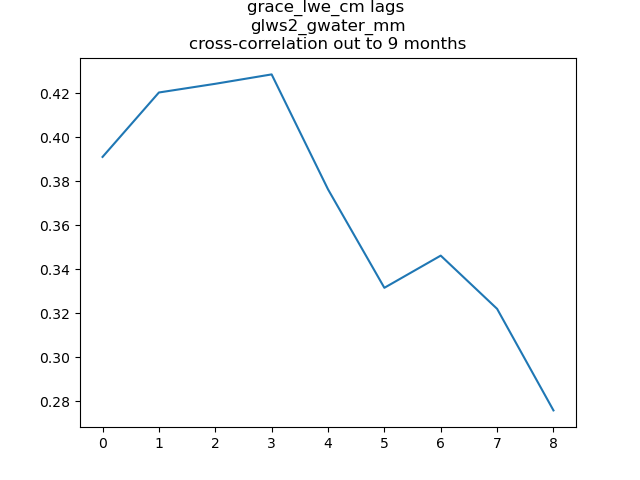 grace_lwe_cm lags
glws2_gwater_mm
cross-correlation out to 9 months
0.42
0.40
0.38
0.36
0.34
0.32
0.30
0.28
0 1 2 3 4 5 6 7 8